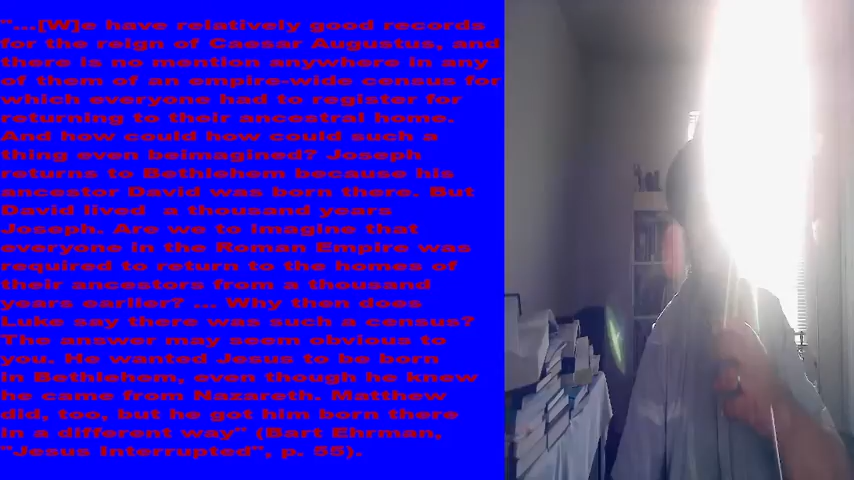 "...[W]e have relatively good records
for the reign of Caesar Augustus, and
there is no mention anywhere in any
of them of an empire-wide census for
which everyone had to register for
returning to their ancestral home.
And how could how could such a
thing even beimagined? Joseph
returns to Bethlehem because his
ancestor David was born there. But
David lived a thousand years
Joseph. Are we to imagine that
everyone in the Roman Empire was
required to return to the homes of
their ancestors from a thousand
years earlier? ... Why then does
Luke say there was such a census?
The answer may seem obvious to
you. He wanted Jesus to be born
in Bethlehem, even though he knew
he came from Nazareth. Matthew
did, too, but he got him born there
in a different way" (Bart Ehrman,
"Jesus Interrupted", p. 55).